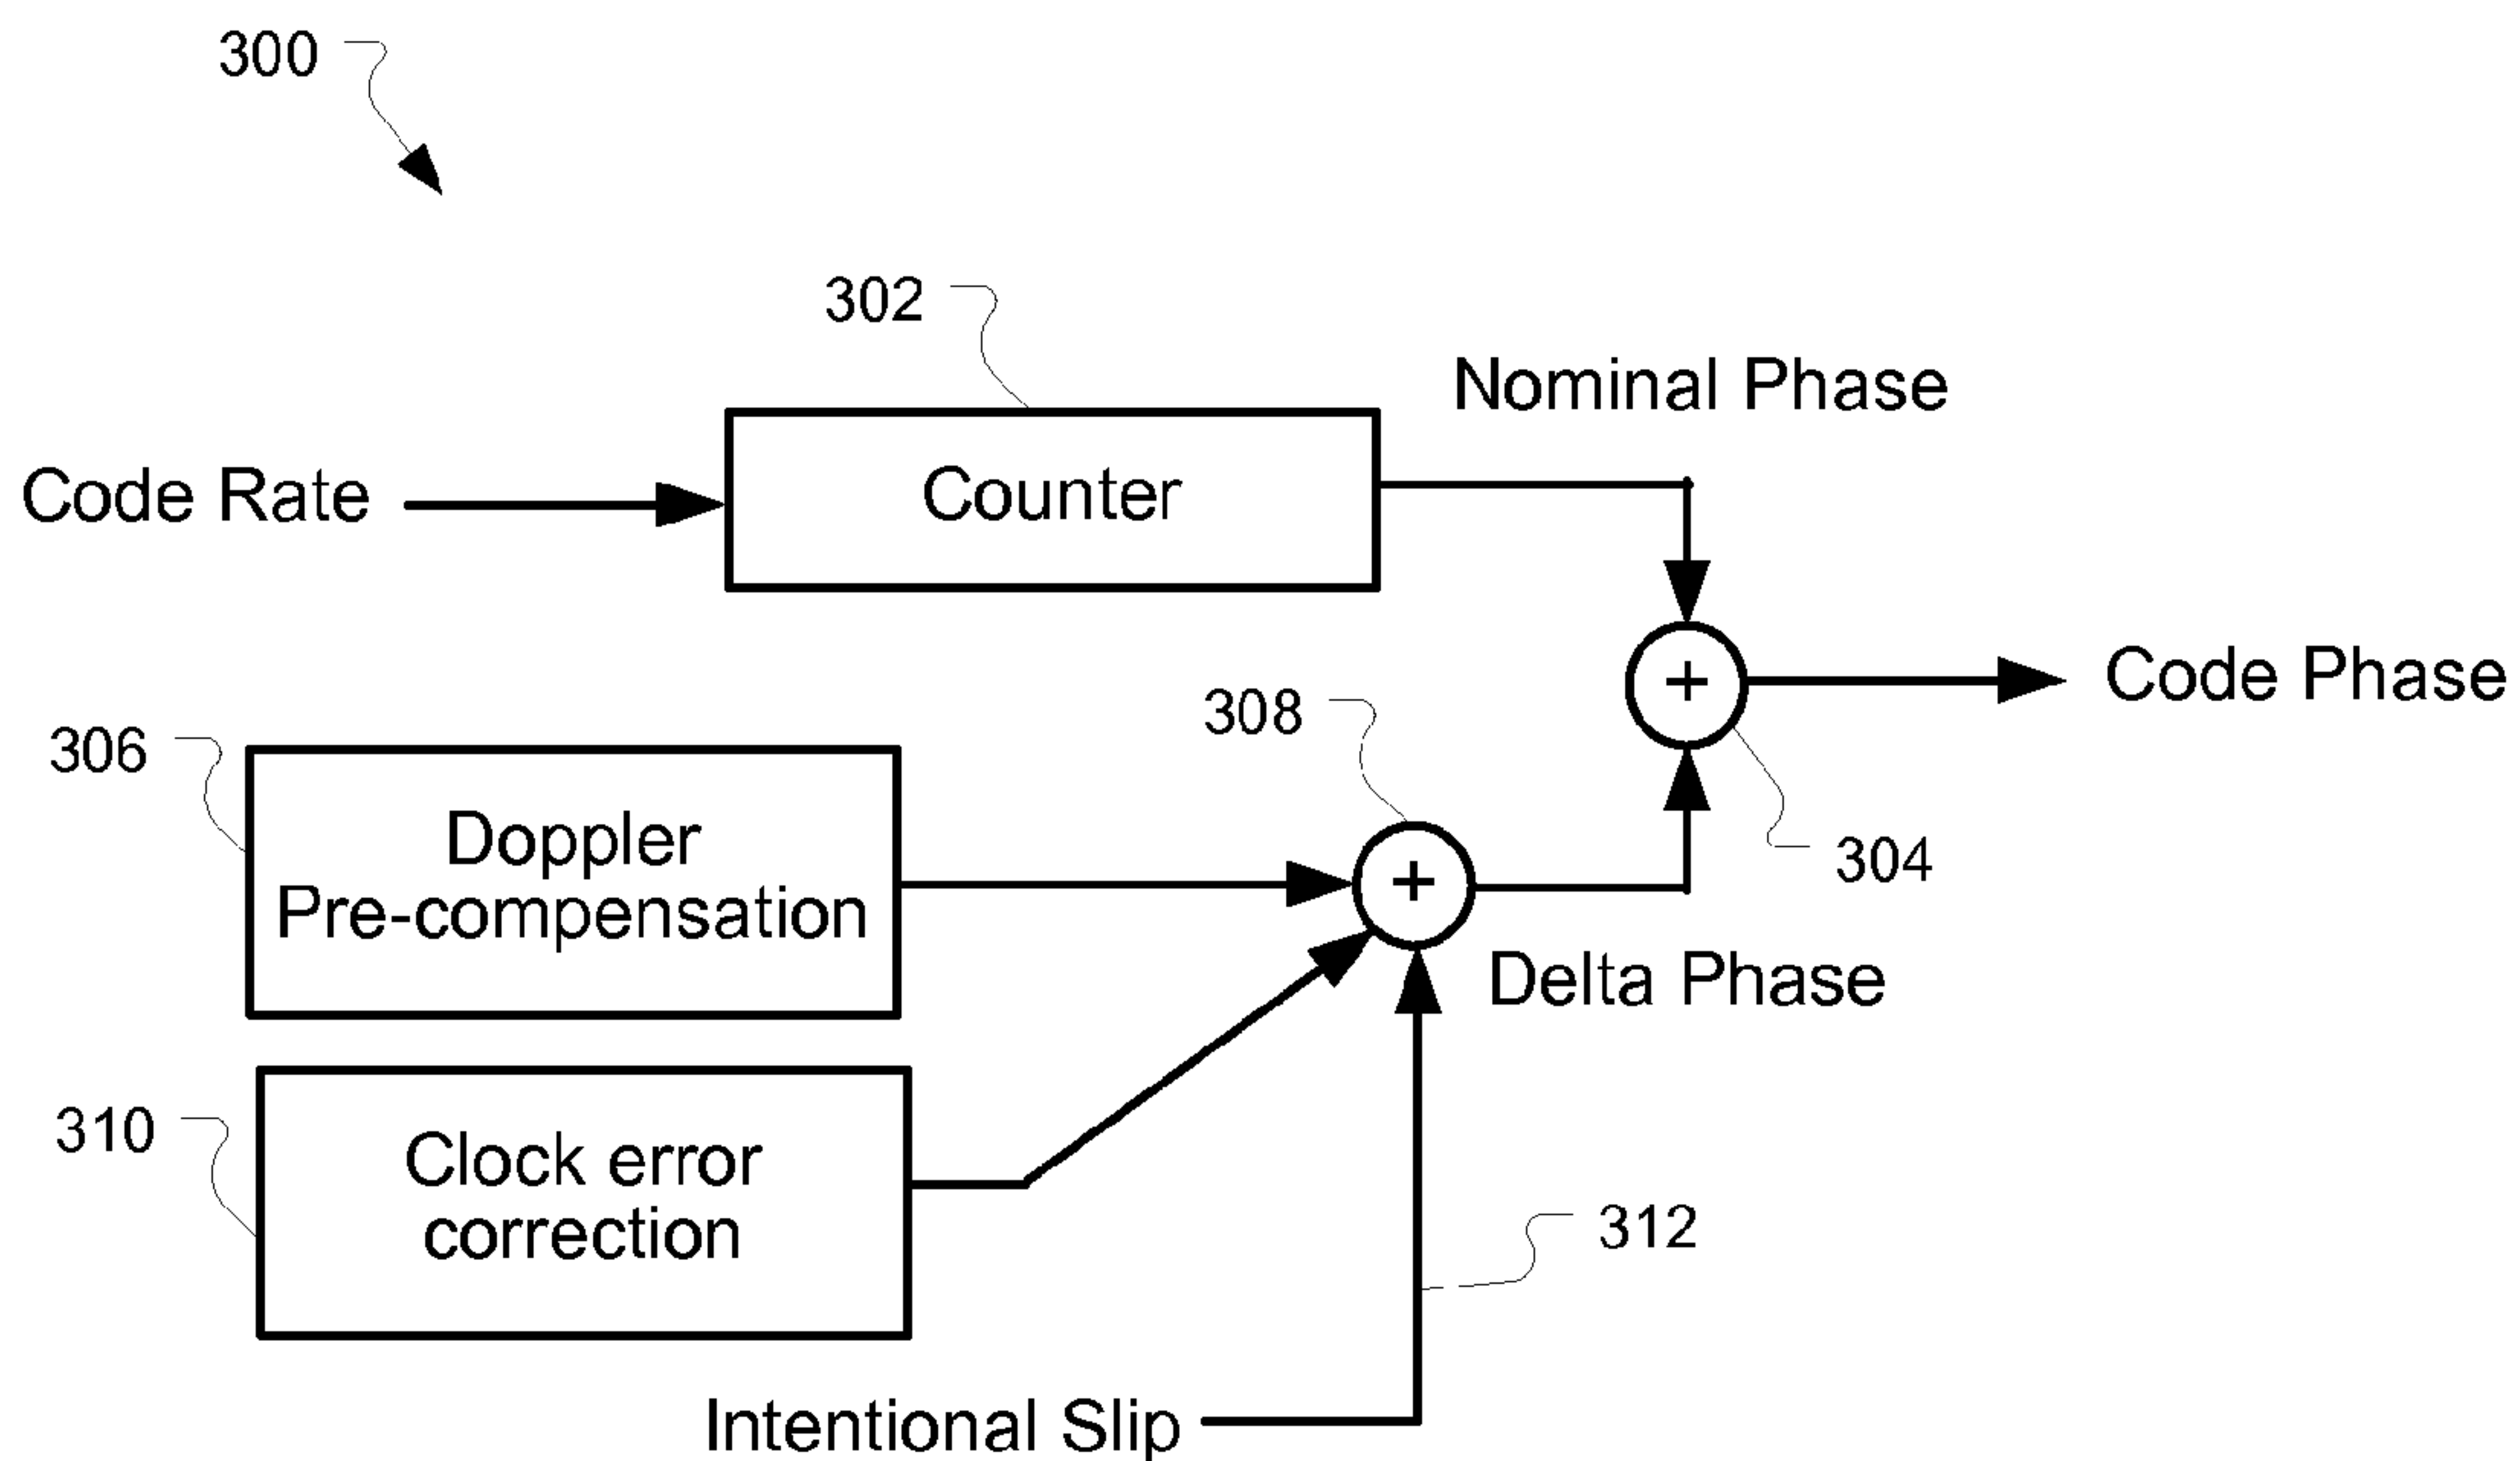 300
302
Nominal Phase
Code Rate
Counter
+
Code Phase
308
306
304
Doppler
Pre-compensation
+
Delta Phase
310
Clock error
correction
312
Intentional Slip